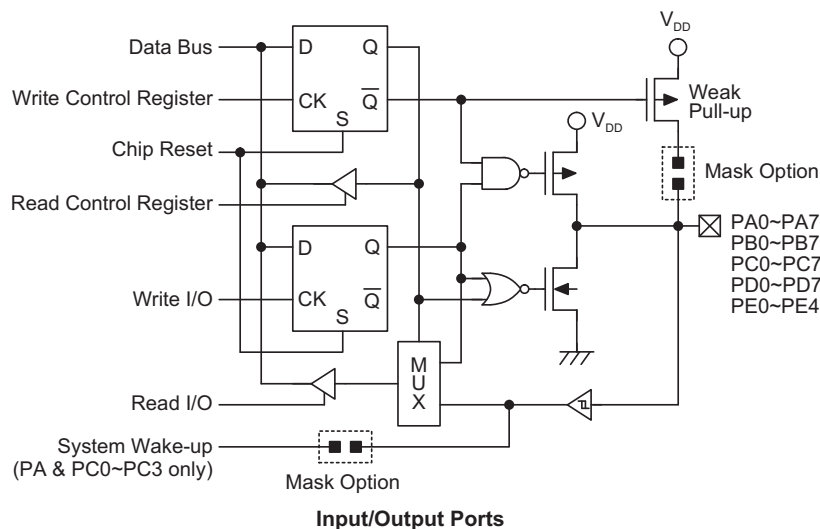 V_DD
Data Bus
D
Q
Weak
Pull-up
Write Control Register
CK
Q̅
S
V_DD
Chip Reset
Mask Option
Read Control Register
PA0~PA7
PB0~PB7
PC0~PC7
PD0~PD7
PE0~PE4
D
Q
Write I/O
CK
Q̅
S
M
U
X
Read I/O
System Wake-up
(PA & PC0~PC3 only)
Mask Option
Input/Output Ports